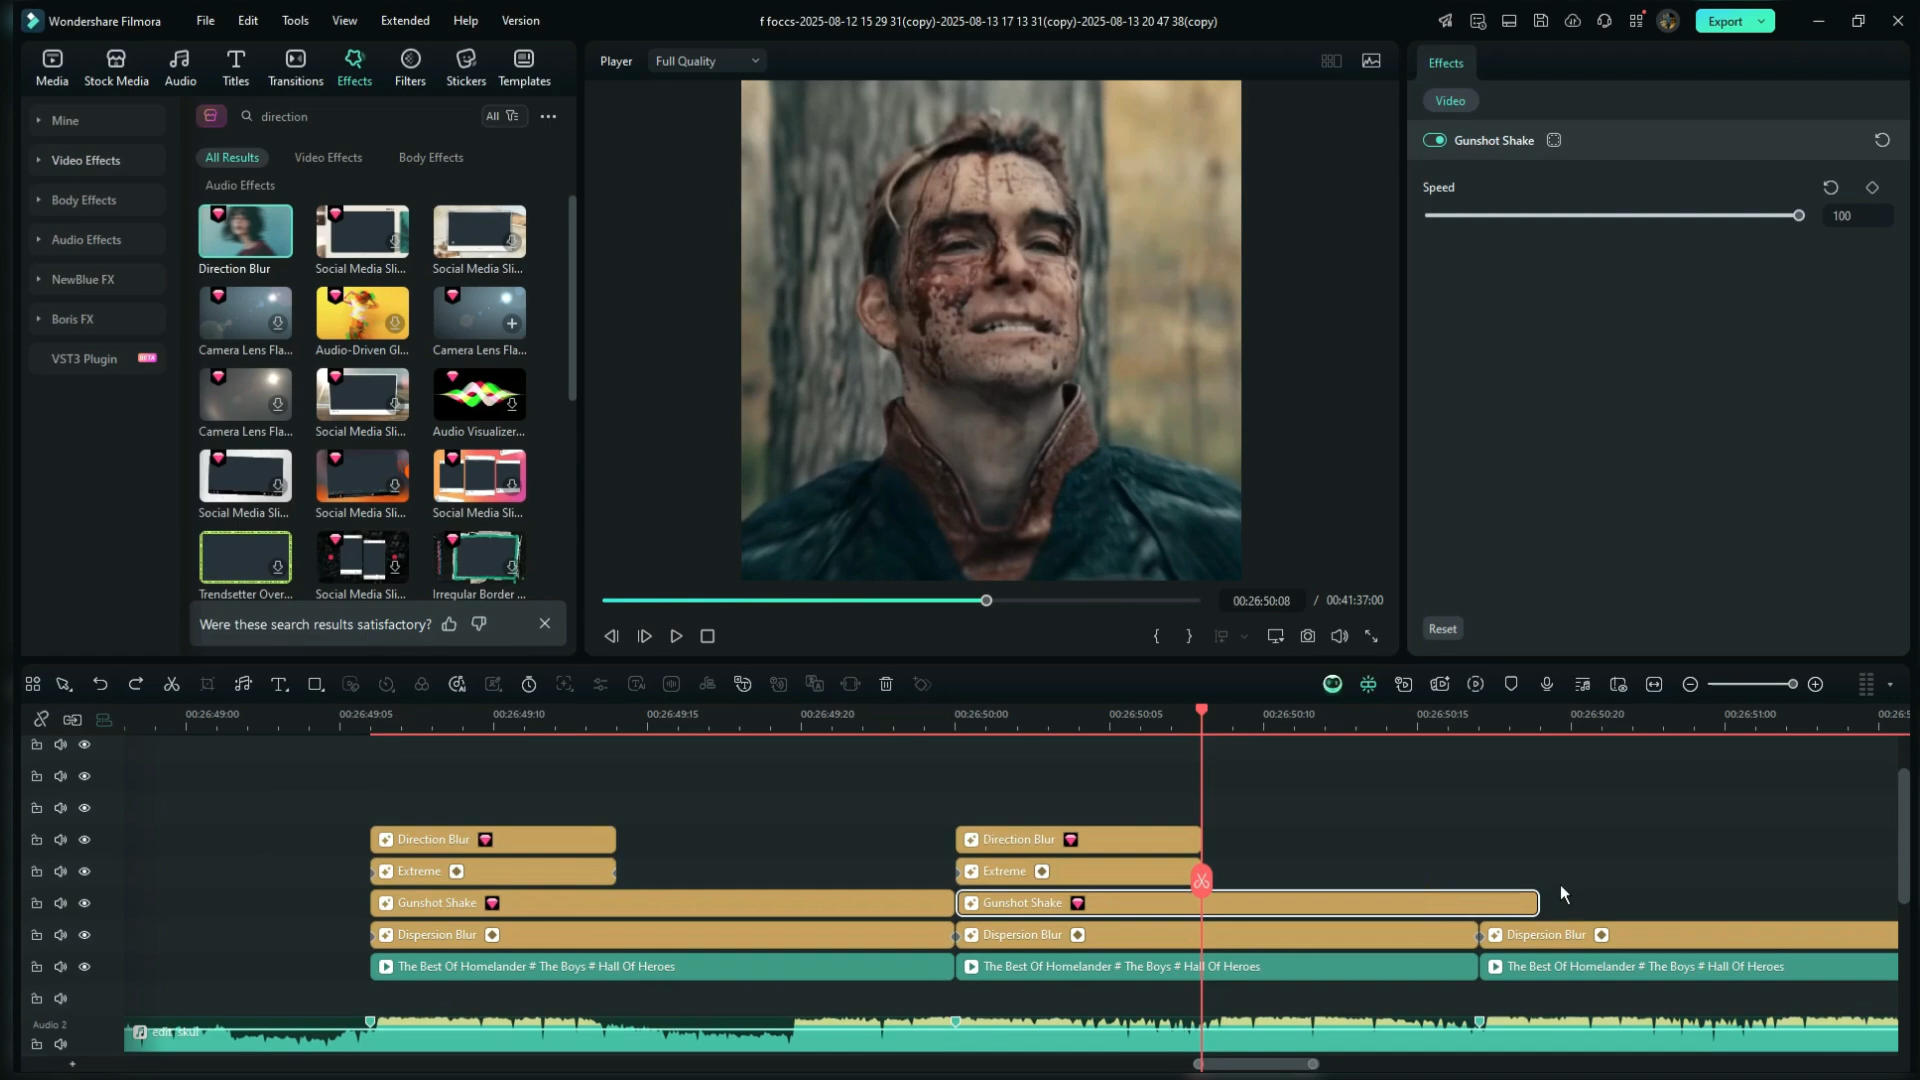 Wondershare Filmora
File
Edit
Tools
View
Extended
Help
Version
f foccs-2025-08-12 15 29 31(copy)-2025-08-13 17 13 31(copy)-2025-08-13 20 47 38(copy)
Export
Media
Stock Media
Audio
Titles
Transitions
Effects
Filters
Stickers
Templates
Mine
Video Effects
Body Effects
Audio Effects
NewBlue FX
Boris FX
VST3 Plugin
BETA
direction
All
All Results
Video Effects
Body Effects
Audio Effects
Direction Blur
Social Media Sli...
Social Media Sli...
Camera Lens Fla...
Audio-Driven Gl...
Camera Lens Fla...
Camera Lens Fla...
Social Media Sli...
Audio Visualizer...
Social Media Sli...
Social Media Sli...
Social Media Sli...
Trendsetter Over...
Social Media Sli...
Irregular Border ...
Were these search results satisfactory?
Player
Full Quality
00:26:50:08 / 00:41:37:00
Effects
Video
Gunshot Shake
Speed
100
Reset
00:26:49:00
00:26:49:05
00:26:49:10
00:26:49:15
00:26:49:20
00:26:50:00
00:26:50:05
00:26:50:10
00:26:50:15
00:26:50:20
00:26:51:00
00:26:5
Direction Blur
Direction Blur
Extreme
Extreme
Gunshot Shake
Gunshot Shake
Dispersion Blur
Dispersion Blur
Dispersion Blur
The Best Of Homelander # The Boys # Hall Of Heroes
The Best Of Homelander # The Boys # Hall Of Heroes
The Best Of Homelander # The Boys # Hall Of Heroes
Audio 2